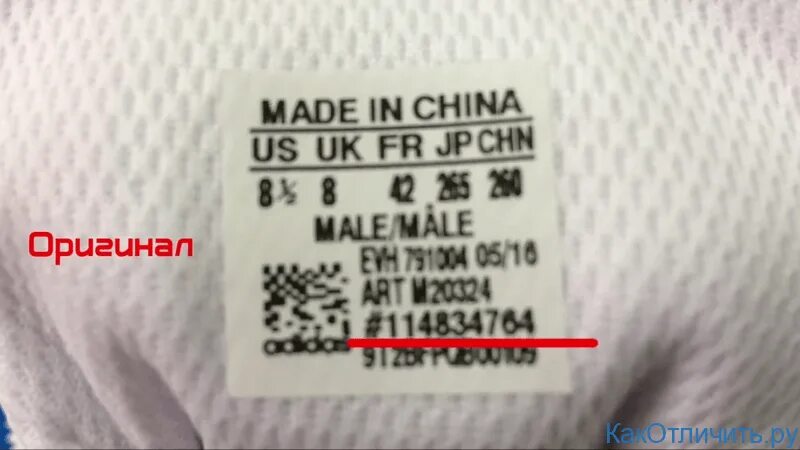 MADE IN CHINA
US UK FR JP CHN
8½ 8 42 265 260
MALE/MÂLE
Оригинал
EVH 791004 05/16
ART M20324
#114834764
adidas
КакОтличить.ру